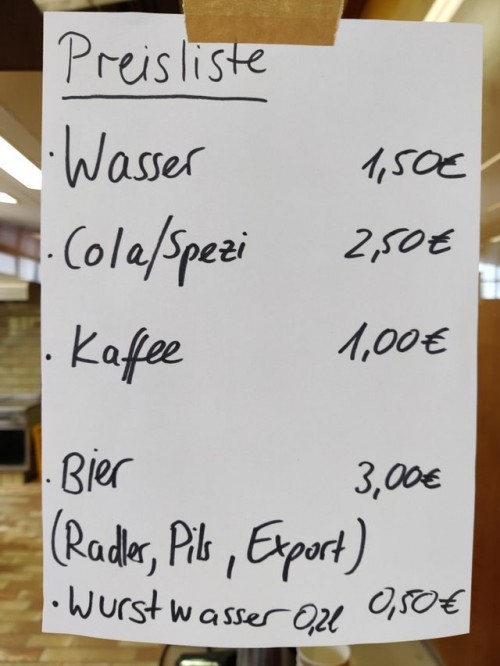 Preisliste
· Wasser 1,50€
· Cola/Spezi 2,50€
· Kaffee 1,00€
· Bier 3,00€
(Radler, Pils, Export)
· Wurstwasser 0,2l 0,50€